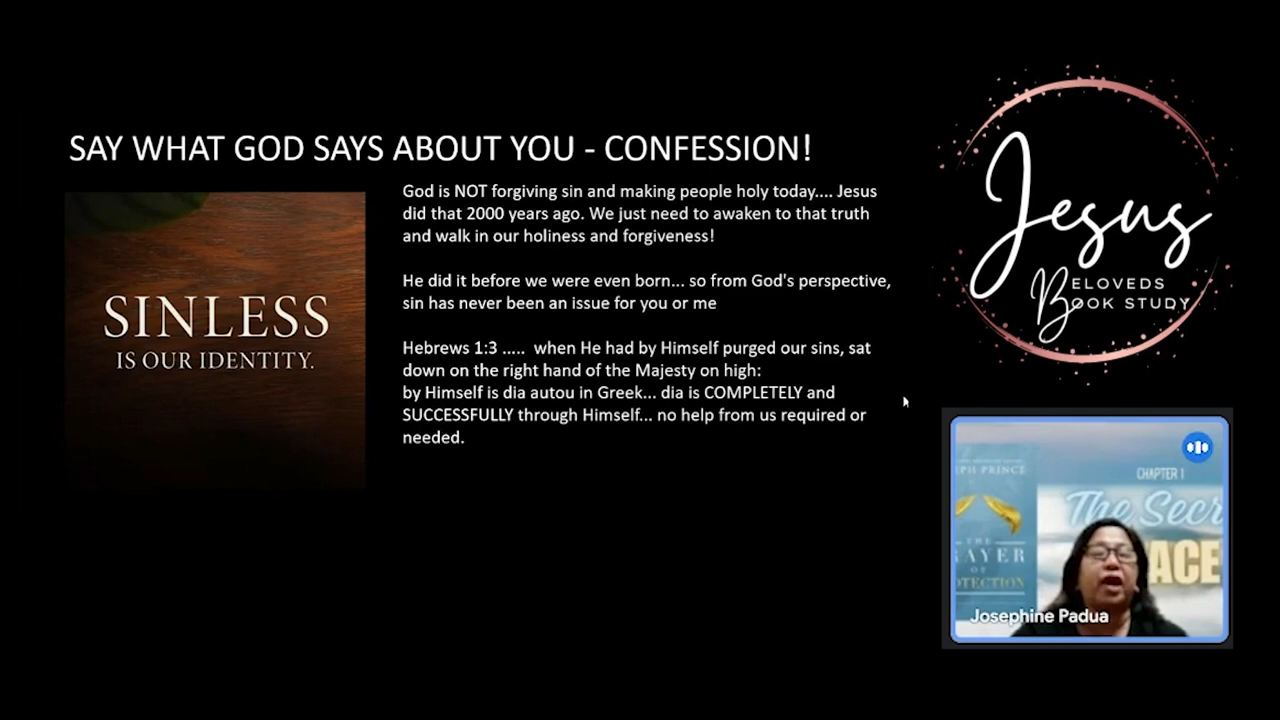 SAY WHAT GOD SAYS ABOUT YOU - CONFESSION!
SINLESS
IS OUR IDENTITY.
God is NOT forgiving sin and making people holy today.... Jesus
did that 2000 years ago. We just need to awaken to that truth
and walk in our holiness and forgiveness!
He did it before we were even born... so from God's perspective,
sin has never been an issue for you or me
Hebrews 1:3 ..... when He had by Himself purged our sins, sat
down on the right hand of the Majesty on high:
by Himself is dia autou in Greek... dia is COMPLETELY and
SUCCESSFULLY through Himself... no help from us required or
needed.
Jesus
BELOVEDS
BOOK STUDY
PRINCE
CHAPTER 1
The Secr
ACE
THE
RAYER
OF
OTECTION
Josephine Padua